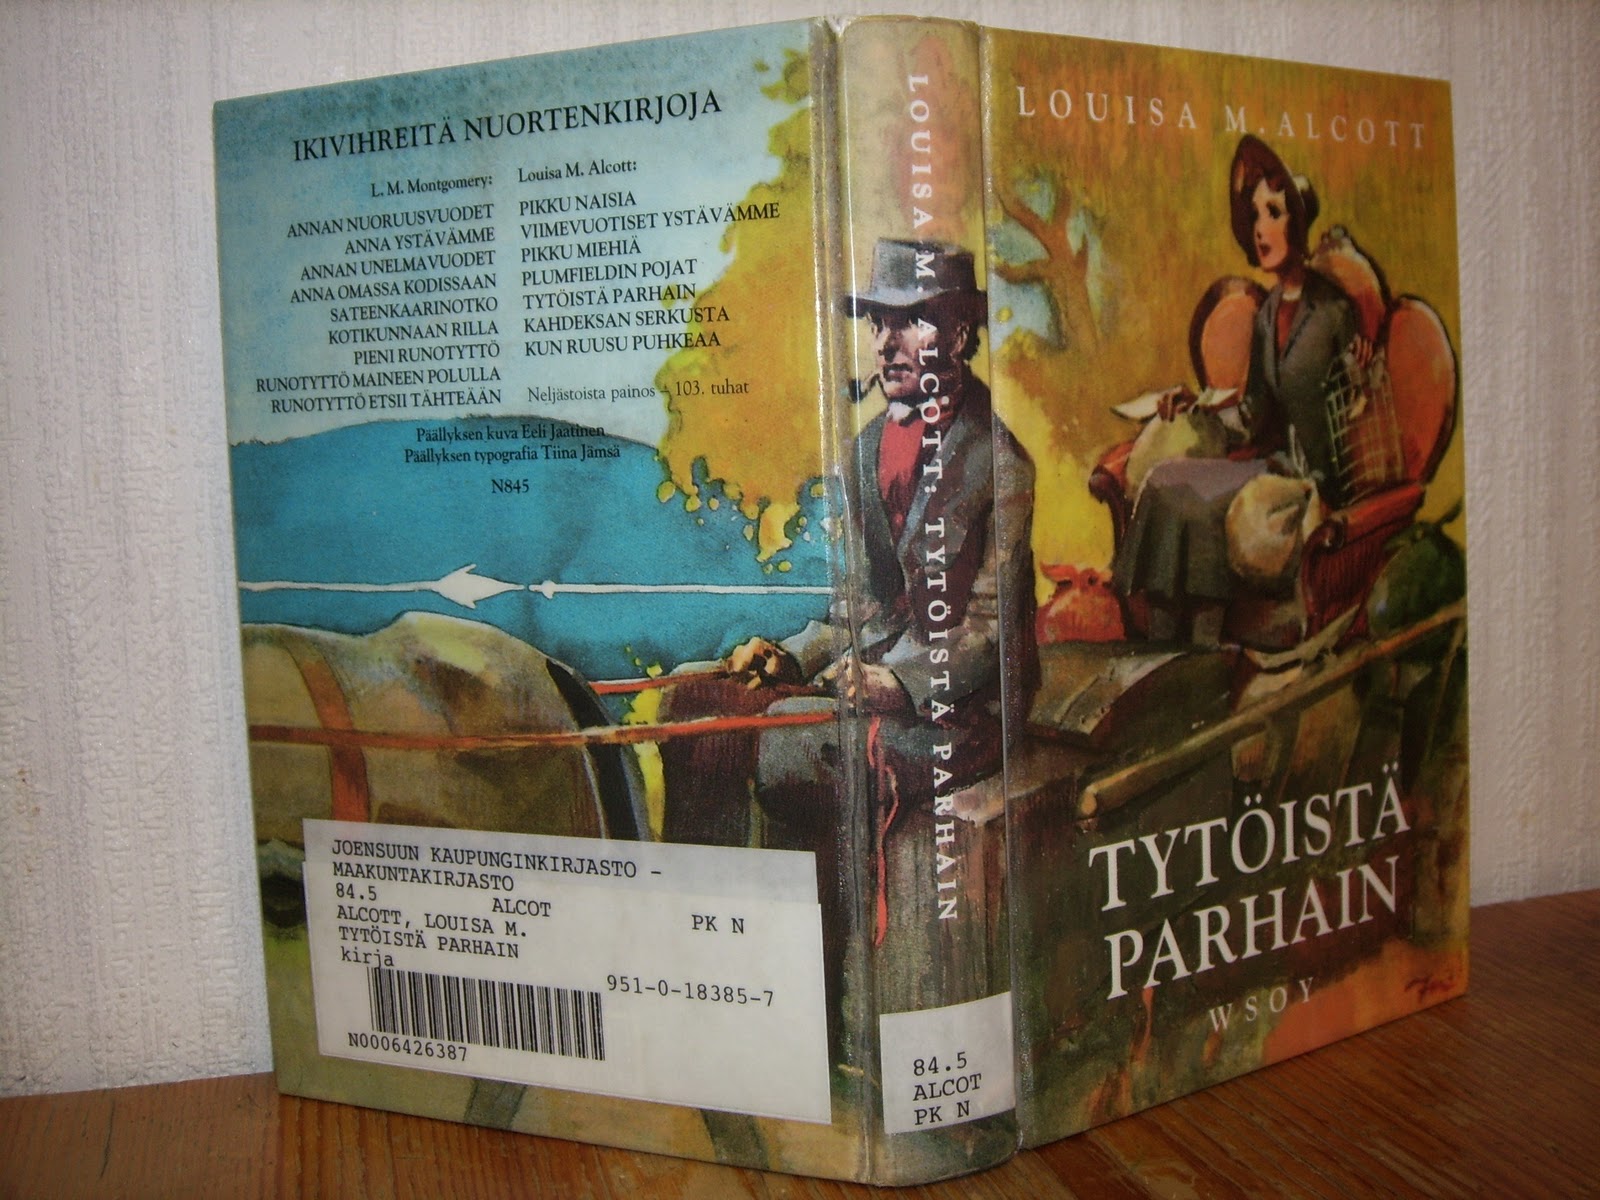 IKIVIHREITÄ NUORTENKIRJOJA
L. M. Montgomery:
ANNAN NUORUUSVUODET
ANNA YSTÄVÄMME
ANNAN UNELMAVUODET
ANNA OMASSA KODISSAAN
SATEENKAARINOTKO
KOTIKUNNAAN RILLA
PIENI RUNOTYTTÖ
RUNOTYTTÖ MAINEEN POLULLA
RUNOTYTTÖ ETSII TÄHTEÄÄN
Louisa M. Alcott:
PIKKU NAISIA
VIIMEVUOTISET YSTÄVÄMME
PIKKU MIEHIÄ
PLUMFIELDIN POJAT
TYTÖISTÄ PARHAIN
KAHDEKSAN SERKUSTA
KUN RUUSU PUHKEAA
Neljästoista painos – 103. tuhat
Päällyksen kuva Eeli Jaatinen
Päällyksen typografia Tiina Jämsä
N845
JOENSUUN KAUPUNGINKIRJASTO -
MAAKUNTAKIRJASTO
84.5 ALCOT PK N
ALCOTT, LOUISA M.
TYTÖISTÄ PARHAIN
kirja
951-0-18385-7
N0006426387
LOUISA M. ALCOTT: TYTÖISTÄ PARHAIN
84.5
ALCOT
PK N
LOUISA M. ALCOTT
TYTÖISTÄ
PARHAIN
WSOY